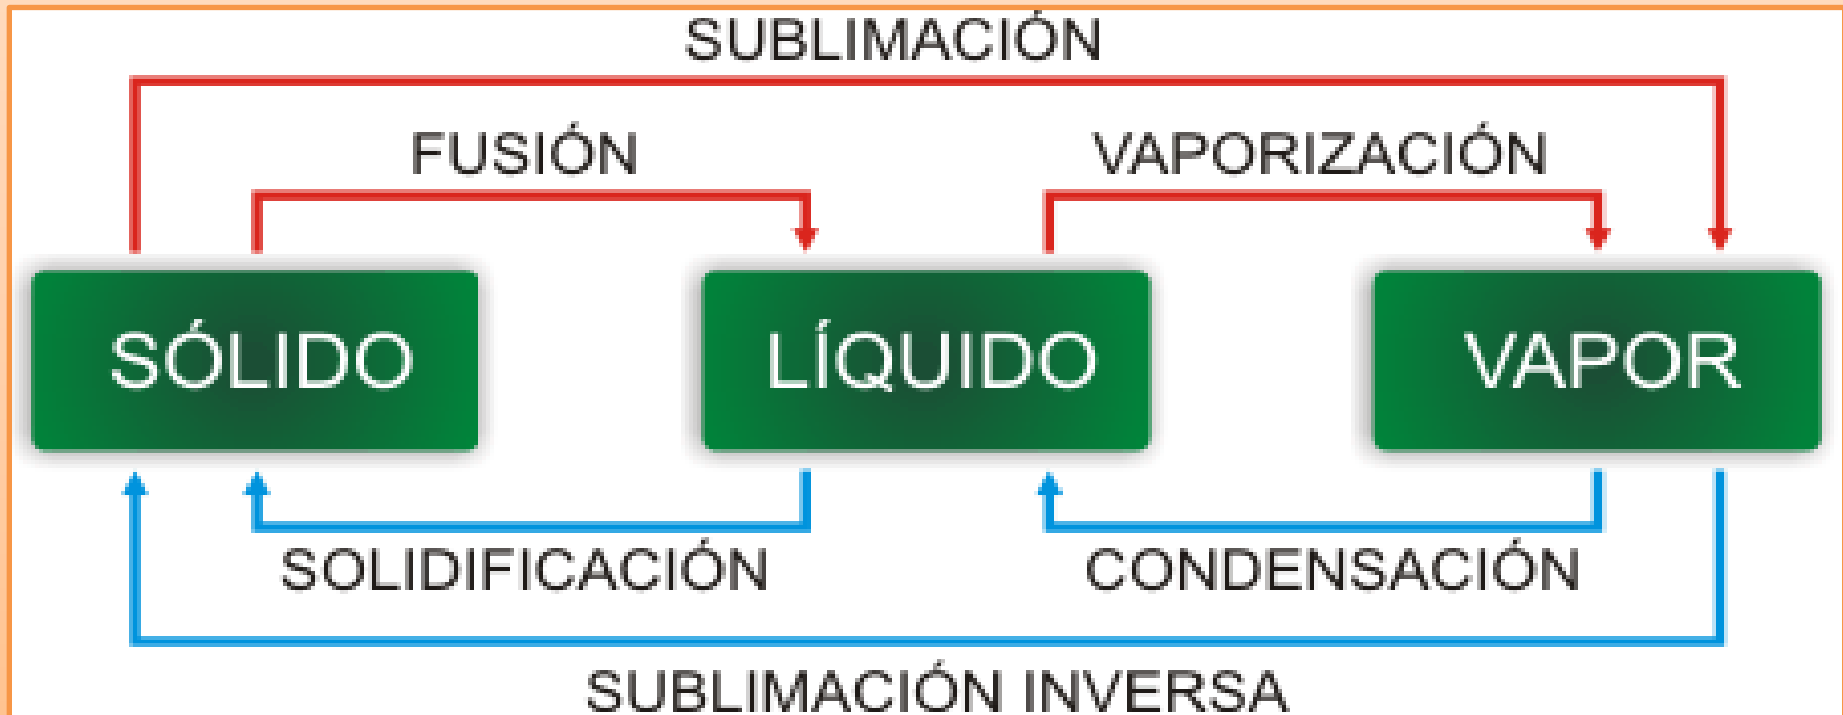 SUBLIMACIÓN
FUSIÓN
VAPORIZACIÓN
SÓLIDO
LÍQUIDO
VAPOR
SOLIDIFICACIÓN
CONDENSACIÓN
SUBLIMACIÓN INVERSA